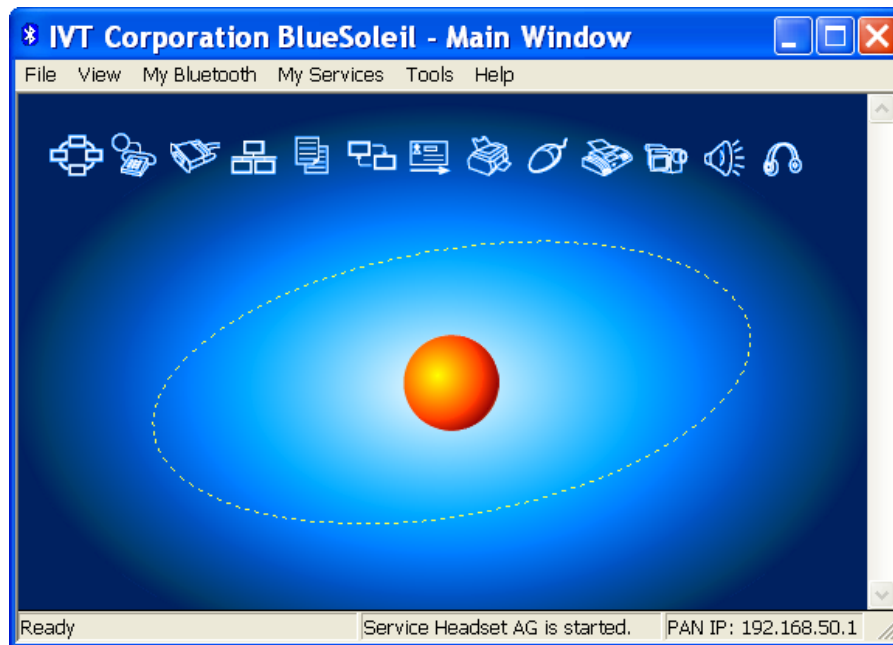 IVT Corporation BlueSoleil - Main Window
File View My Bluetooth My Services Tools Help
Ready Service Headset AG is started. PAN IP: 192.168.50.1